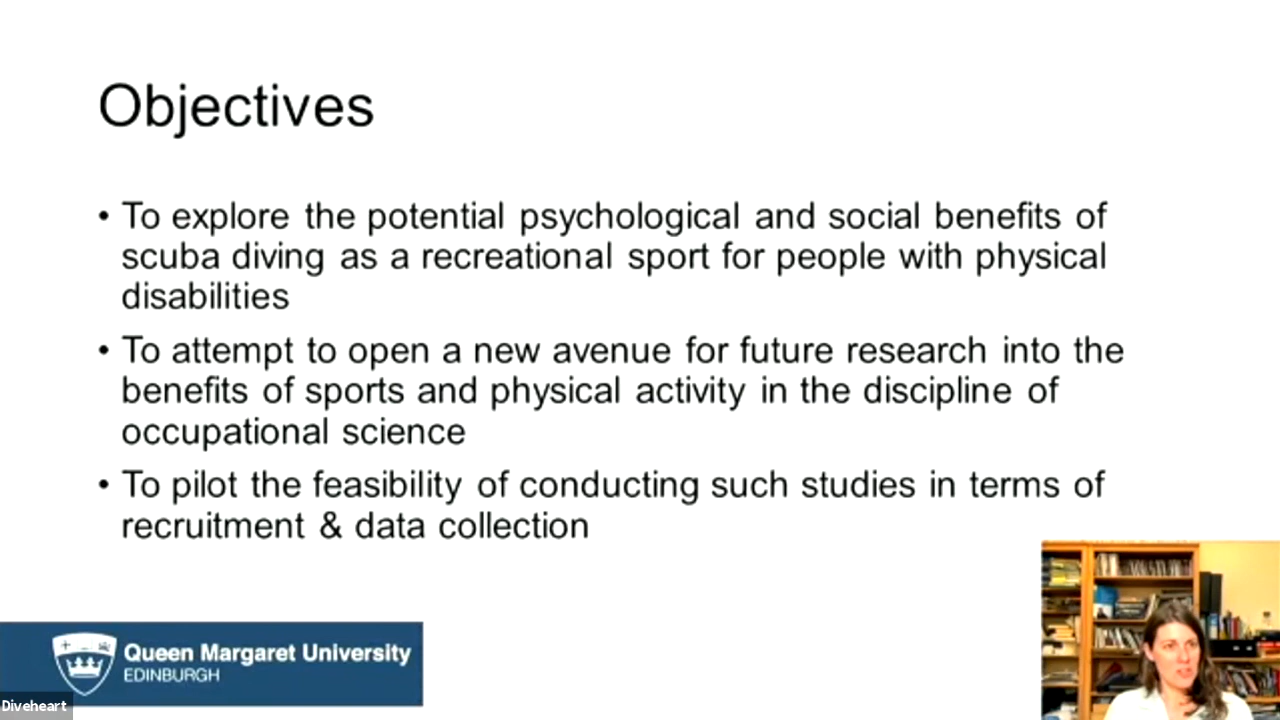 Objectives
• To explore the potential psychological and social benefits of
scuba diving as a recreational sport for people with physical
disabilities
• To attempt to open a new avenue for future research into the
benefits of sports and physical activity in the discipline of
occupational science
• To pilot the feasibility of conducting such studies in terms of
recruitment & data collection
Queen Margaret University
EDINBURGH
Diveheart